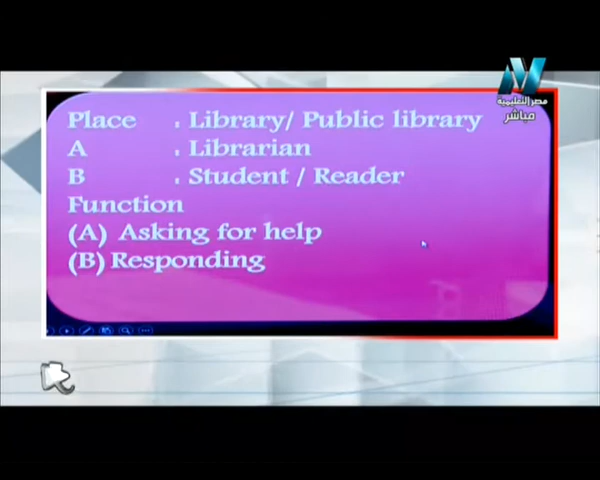 مصر التعليمية
مباشر
Place : Library/ Public library
A : Librarian
B : Student / Reader
Function
(A) Asking for help
(B) Responding